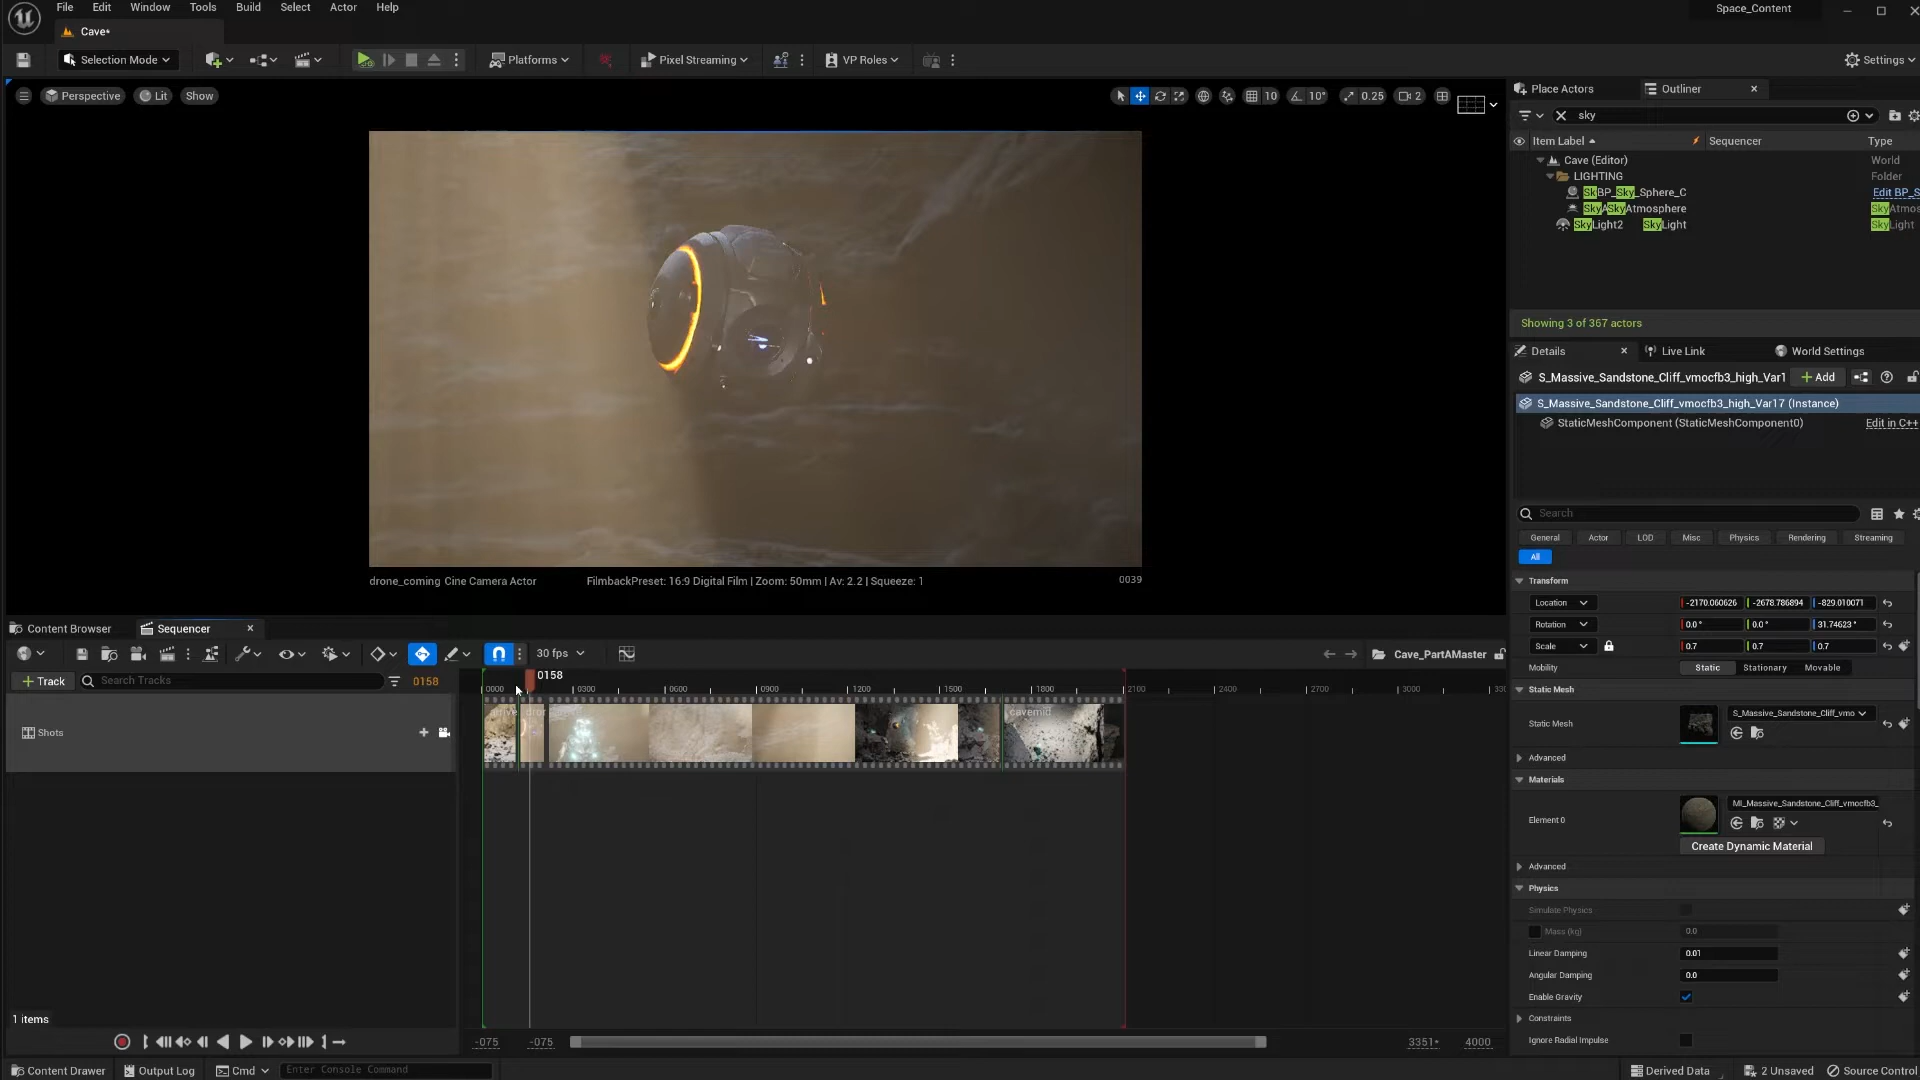 File Edit Window Tools Build Select Actor Help
Space_Content
Cave*
Selection Mode
Platforms
Pixel Streaming
VP Roles
Settings
Perspective
Lit
Show
10
10°
0.25
2
Place Actors
Outliner
sky
Item Label
Sequencer
Type
Cave (Editor)
World
LIGHTING
Folder
BP_Sky_Sphere_C
Edit BP_S
SkyAtmosphere
SkyAtmos
SkyLight2
SkyLight
SkyLight
Showing 3 of 367 actors
Details
Live Link
World Settings
S_Massive_Sandstone_Cliff_vmocfb3_high_Var1
+ Add
S_Massive_Sandstone_Cliff_vmocfb3_high_Var17 (Instance)
StaticMeshComponent (StaticMeshComponent0)
Edit in C++
Search
General Actor LOD Misc Physics Rendering Streaming
All
Transform
Location
-2170.060626 -2678.786894 -829.010071
Rotation
0.0 ° 0.0 ° 31.74623 °
Scale
0.7 0.7 0.7
Mobility
Static Stationary Movable
Static Mesh
Static Mesh
S_Massive_Sandstone_Cliff_vmo
Advanced
Materials
Element 0
MI_Massive_Sandstone_Cliff_vmocfb3_
Create Dynamic Material
Advanced
Physics
Simulate Physics
Mass (kg)
0.0
Linear Damping
0.01
Angular Damping
0.0
Enable Gravity
Constraints
Ignore Radial Impulse
drone_coming Cine Camera Actor
FilmbackPreset: 16:9 Digital Film | Zoom: 50mm | Av: 2.2 | Squeeze: 1
0039
Content Browser
Sequencer
30 fps
Cave_PartAMaster
+ Track
Search Tracks
0158
0158
0000 0300 0600 0900 1200 1500 1800 2100 2400 2700 3000
Shots
arrive
dror
cavemid
1 items
-075
-075
3351+
4000
Content Drawer
Output Log
Cmd
Enter Console Command
Derived Data
2 Unsaved
Source Control